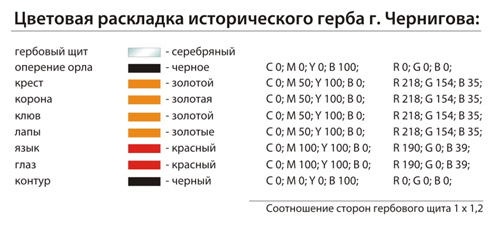 Цветовая раскладка исторического герба г. Чернигова:
гербовый щит - серебряный
оперение орла - черное C 0; M 0; Y 0; B 100; R 0; G 0; B 0;
крест - золотой C 0; M 50; Y 100; B 0; R 218; G 154; B 35;
корона - золотая C 0; M 50; Y 100; B 0; R 218; G 154; B 35;
клюв - золотой C 0; M 50; Y 100; B 0; R 218; G 154; B 35;
лапы - золотые C 0; M 50; Y 100; B 0; R 218; G 154; B 35;
язык - красный C 0; M 100; Y 100; B 0; R 190; G 0; B 39;
глаз - красный C 0; M 100; Y 100; B 0; R 190; G 0; B 39;
контур - черный C 0; M 0; Y 0; B 100; R 0; G 0; B 0;
Соотношение сторон гербового щита 1 х 1,2